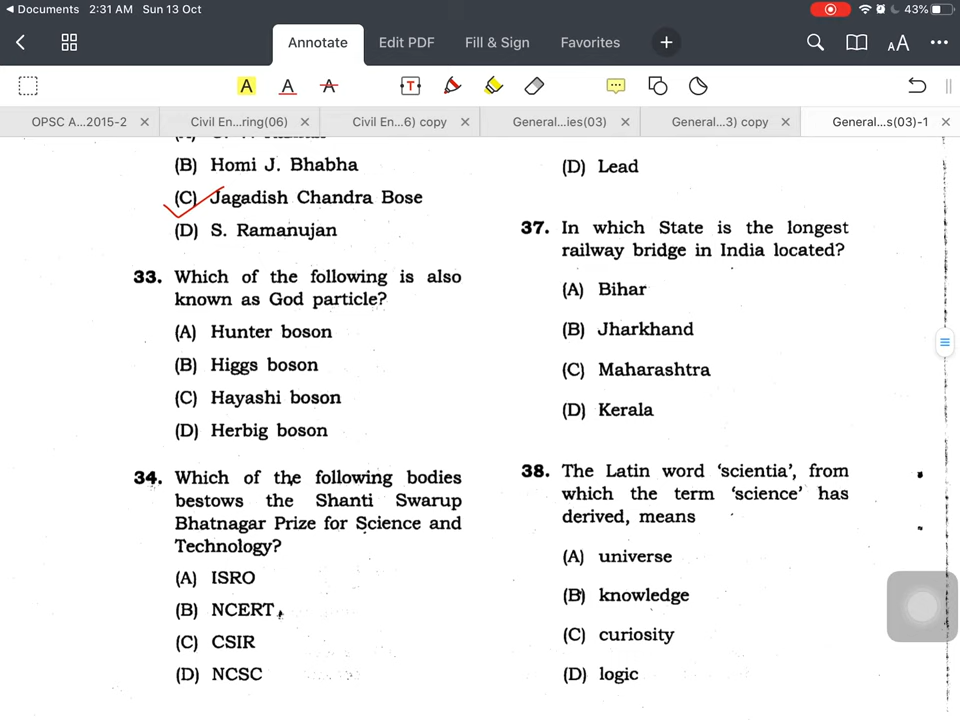 Documents 2:31 AM Sun 13 Oct 43%
Annotate Edit PDF Fill & Sign Favorites
OPSC A...2015-2 Civil En...ring(06) Civil En...6) copy General...ies(03) General...3) copy General...s(03)-1
(B) Homi J. Bhabha
(C) Jagadish Chandra Bose
(D) S. Ramanujan
33. Which of the following is also
known as God particle?
(A) Hunter boson
(B) Higgs boson
(C) Hayashi boson
(D) Herbig boson
34. Which of the following bodies
bestows the Shanti Swarup
Bhatnagar Prize for Science and
Technology?
(A) ISRO
(B) NCERT
(C) CSIR
(D) NCSC
(D) Lead
37. In which State is the longest
railway bridge in India located?
(A) Bihar
(B) Jharkhand
(C) Maharashtra
(D) Kerala
38. The Latin word ‘scientia’, from
which the term ‘science’ has
derived, means
(A) universe
(B) knowledge
(C) curiosity
(D) logic